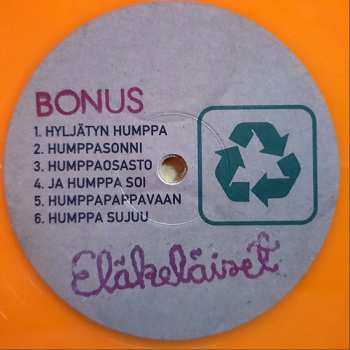 BONUS
1. HYLJÄTYN HUMPPA
2. HUMPPASONNI
3. HUMPPAOSASTO
4. JA HUMPPA SOI
5. HUMPPAPAPPAVAAN
6. HUMPPA SUJUU
Eläkeläiset